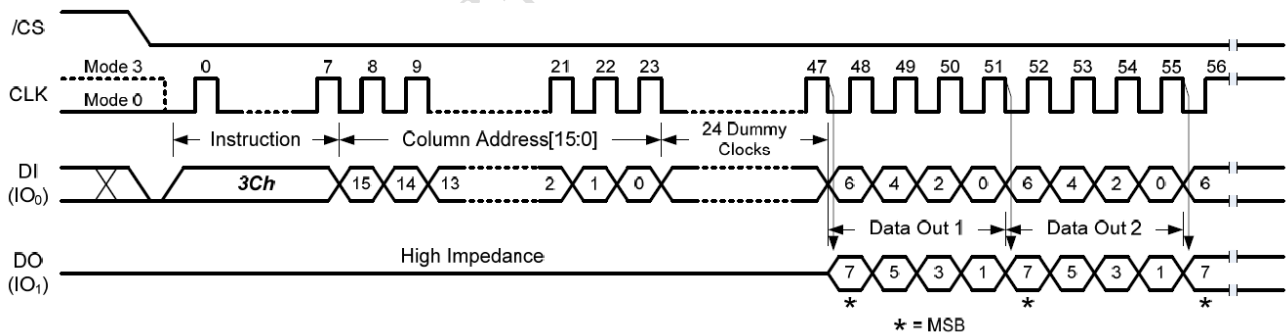 /CS
Mode 3 0 7 8 9 21 22 23 47 48 49 50 51 52 53 54 55 56
CLK Mode 0
Instruction Column Address[15:0] 24 Dummy
Clocks
DI
(IO0) 3Ch 15 14 13 2 1 0 6 4 2 0 6 4 2 0 6
Data Out 1 Data Out 2
DO
(IO1) High Impedance 7 5 3 1 7 5 3 1 7
* * *
* = MSB